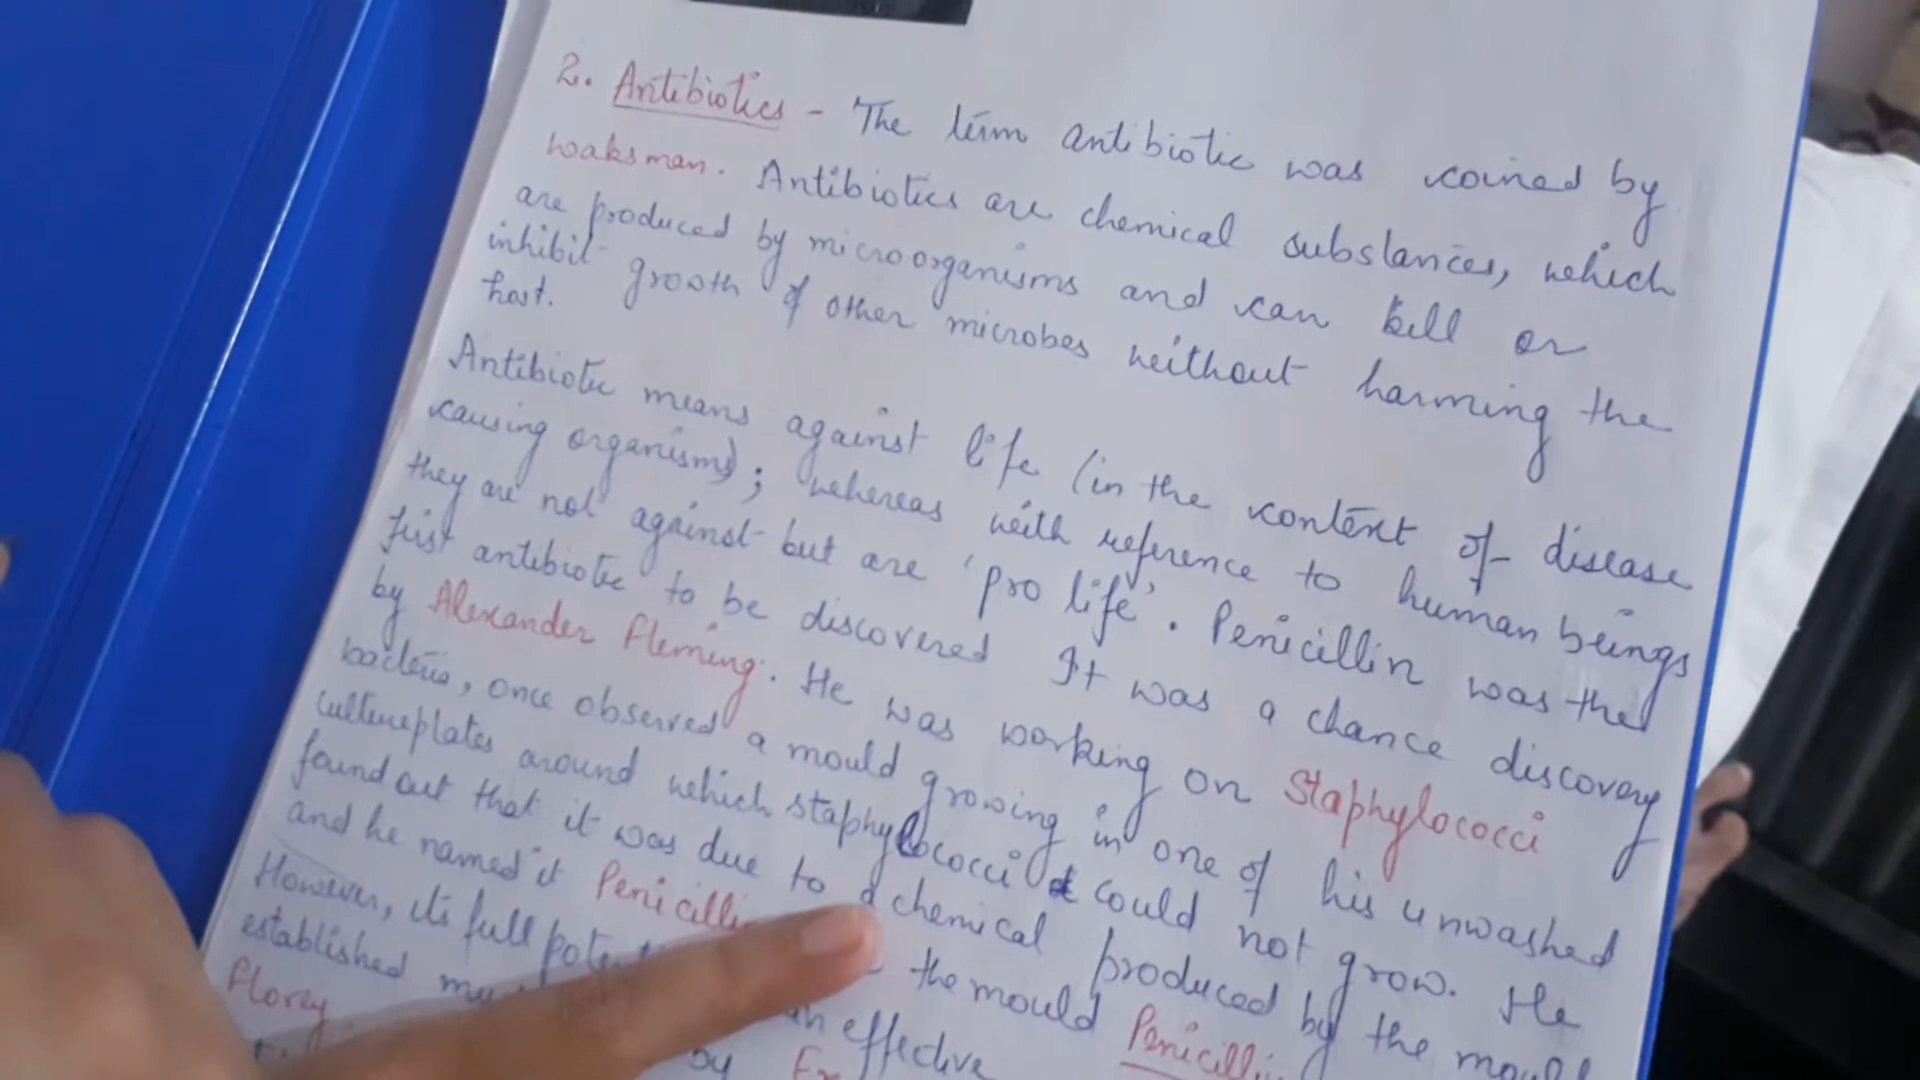 2. Antibiotics - The term antibiotic was coined by
Waksman. Antibiotics are chemical substances, which
are produced by microorganisms and can kill or
inhibit growth of other microbes without harming the
host.
Antibiotic means against life (in the context of disease
causing organisms); whereas with reference to human beings
they are not against but are 'pro life'. Penicillin was the
first antibiotic to be discovered It was a chance discovery
by Alexander Fleming. He was working on Staphylococci
bacteria, once observed a mould growing in one of his unwashed
cultureplates around which staphylococci could not grow. He
found out that it was due to a chemical produced by the mould
and he named it the mould
However, its full effective
established by
Florey